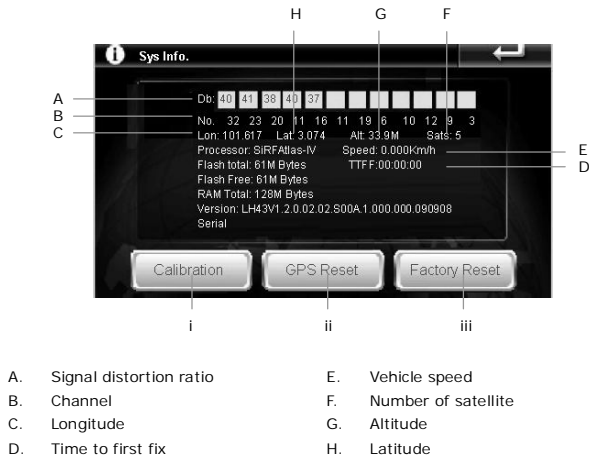 H G F
Sys Info.
A
Db: 40 41 38 40 37
B
No. 32 23 20 11 16 11 19 6 10 12 9 3
C
Lon: 101.617 Lat: 3.074 Alt: 33.9M Sats: 5
Processor: SiRFAtlas-IV Speed: 0.000Km/h
E
Flash total: 61M Bytes TTFF:00:00:00
D
Flash Free: 61M Bytes
RAM Total: 128M Bytes
Version: LH43V1.2.0.02.02.S00A.1.000.000.090908
Serial
Calibration GPS Reset Factory Reset
i ii iii
A. Signal distortion ratio E. Vehicle speed
B. Channel F. Number of satellite
C. Longitude G. Altitude
D. Time to first fix H. Latitude